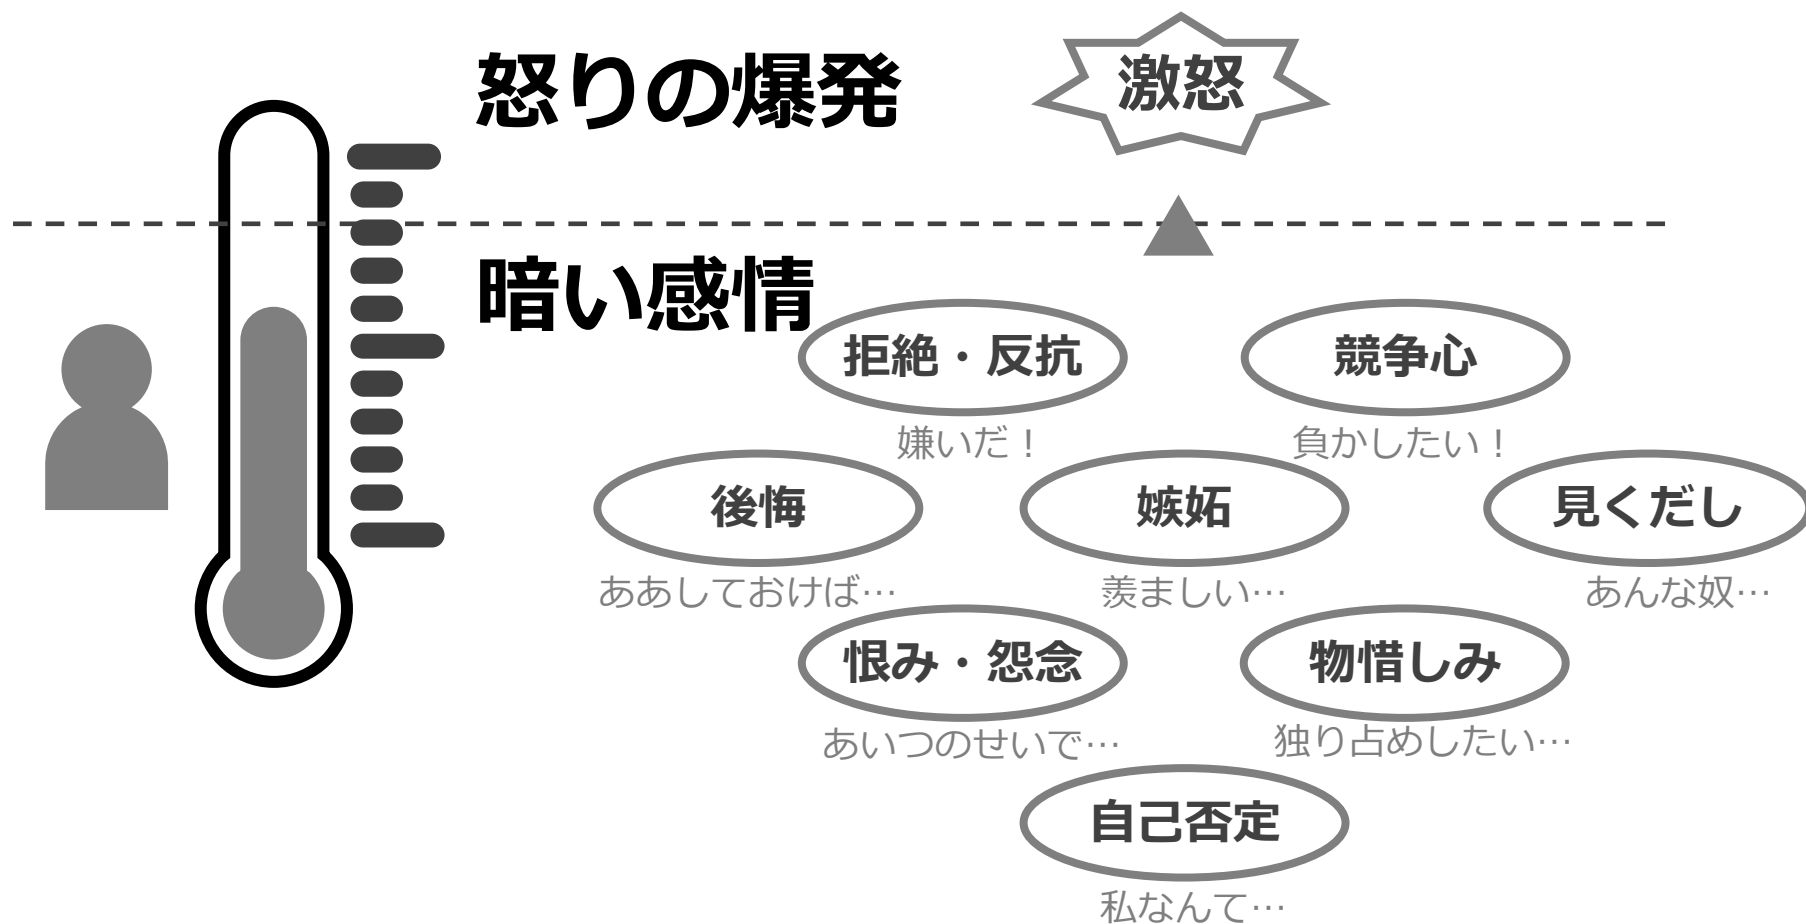 怒りの爆発
激怒
暗い感情
拒絶・反抗
競争心
嫌いだ！
負かしたい！
後悔
嫉妬
見くだし
ああしておけば…
羨ましい…
あんな奴…
恨み・怨念
物惜しみ
あいつのせいで…
独り占めしたい…
自己否定
私なんて…